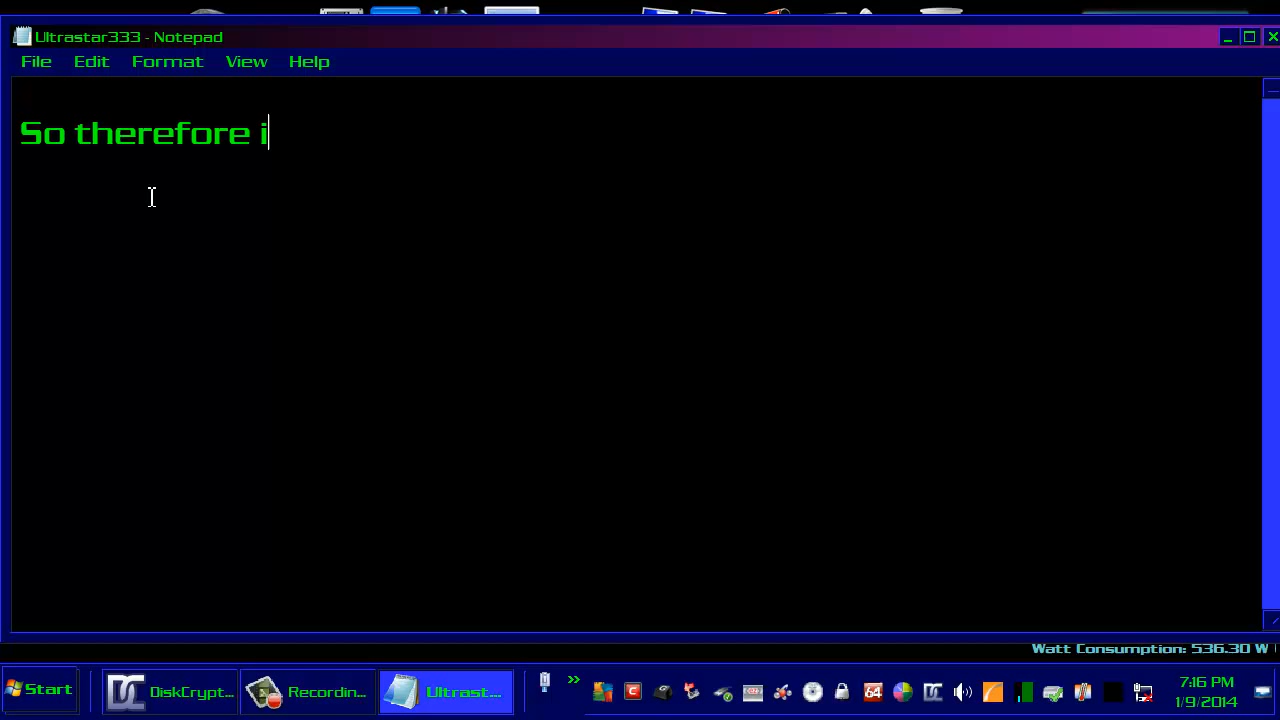 Ultrastar333 - Notepad
File Edit Format View Help
So therefore i
Watt Consumption: 536.30 W
Start
DiskCrypt...
Recordin...
Ultrast...
64
7:16 PM
1/9/2014